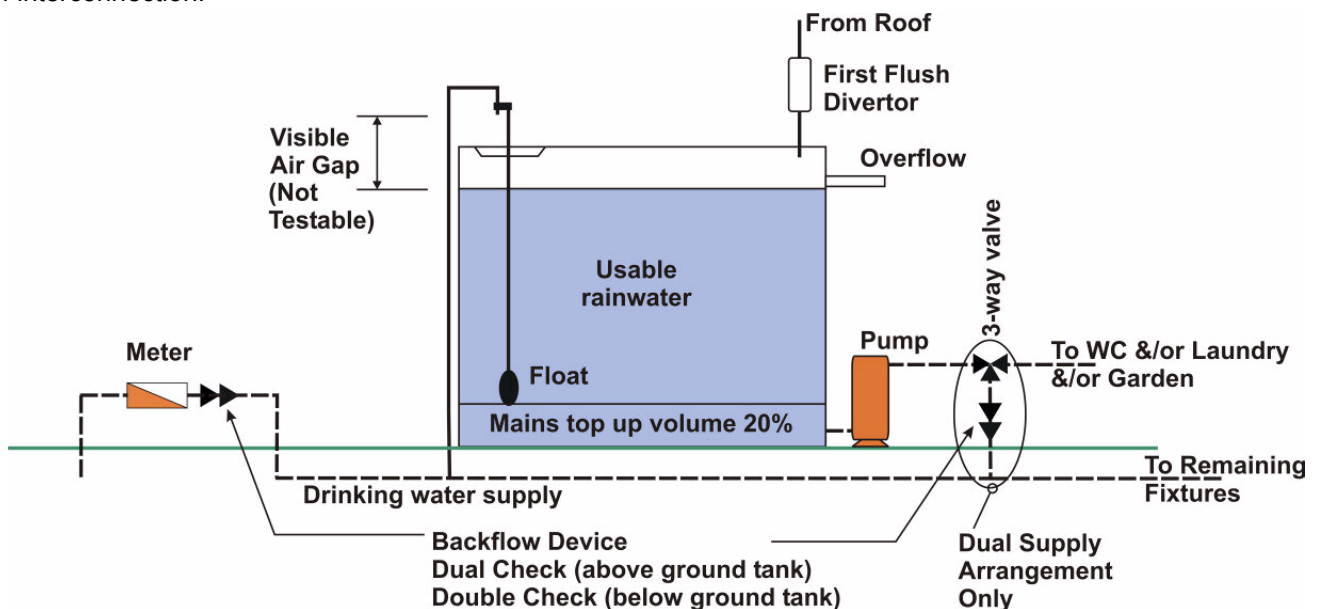 interconnection.
From Roof
First Flush
Divertor
Visible
Air Gap
(Not
Testable)
Overflow
3-way valve
Usable
rainwater
Meter
Pump
To WC &/or Laundry
&/or Garden
Float
Mains top up volume 20%
To Remaining
Fixtures
Drinking water supply
Backflow Device
Dual Check (above ground tank)
Double Check (below ground tank)
Dual Supply
Arrangement
Only